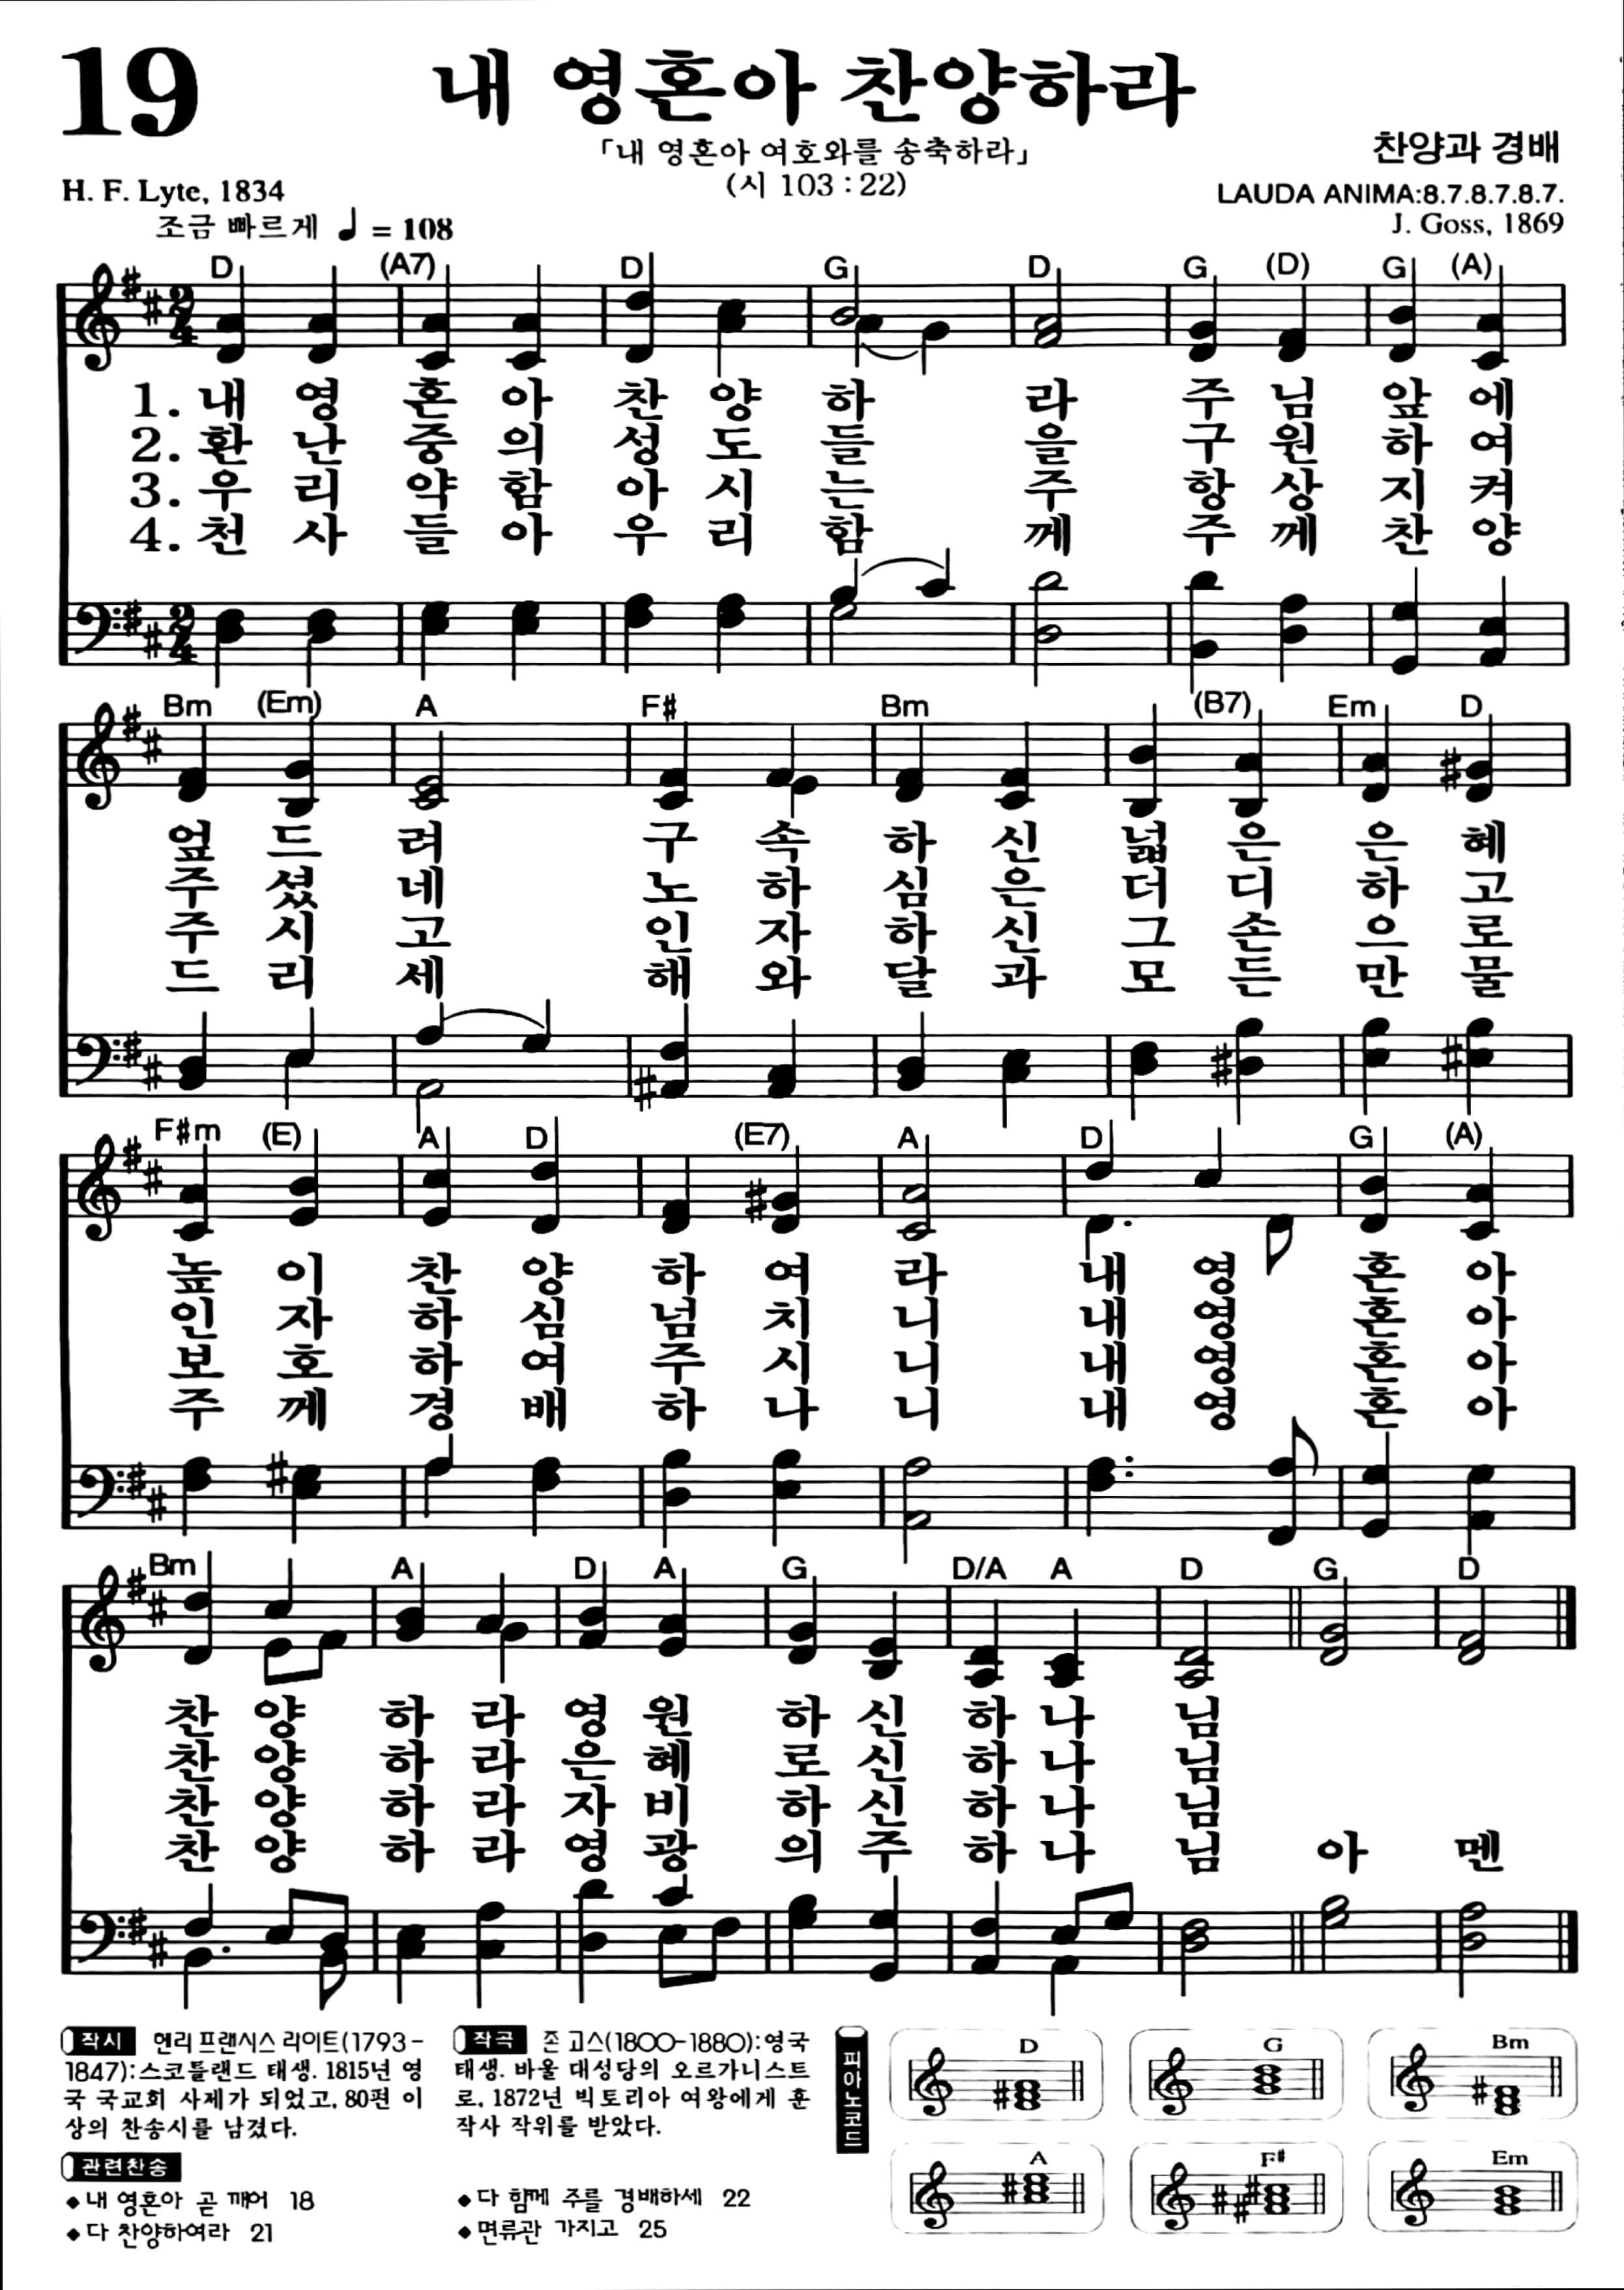 19
내 영혼아 찬양하라
「내 영혼아 여호와를 송축하라」
(시 103 : 22)
찬양과 경배
H. F. Lyte, 1834
조금 빠르게 ♩ = 108
LAUDA ANIMA:8.7.8.7.8.7.
J. Goss, 1869
D (A7) D G D G (D) G (A)
2/4
1. 내 영 혼 아 찬 양 하 라 주 님 앞 에
2. 환 난 중 의 성 도 들 을 구 원 하 여
3. 우 리 약 함 아 시 는 주 항 상 지 켜
4. 천 사 들 아 우 리 함 께 주 께 찬 양
2/4
Bm (Em) A F# Bm (B7) Em D
엎 드 려 구 속 하 신 넓 은 은 혜
주 셨 네 노 하 심 은 더 디 하 고
주 시 고 인 자 하 신 그 손 으 로
드 리 세 해 와 달 과 모 든 만 물
F#m (E) A D (E7) A D G (A)
높 이 찬 양 하 여 라 내 영 혼 아
인 자 하 심 넘 치 니 내 영 혼 아
보 호 하 여 주 시 니 내 영 혼 아
주 께 경 배 하 나 니 내 영 혼 아
Bm A D A G D/A A D G D
찬 양 하 라 영 원 하 신 하 나 님
찬 양 하 라 은 혜 로 신 하 나 님
찬 양 하 라 자 비 하 신 하 나 님
찬 양 하 라 영 광 의 주 하 나 님 아 멘
작시 헨리 프랜시스 라이트(1793-
1847):스코틀랜드 태생. 1815년 영
국 국교회 사제가 되었고, 80편 이
상의 찬송시를 남겼다.
작곡 존 고스(1800-1880):영국
태생. 바울 대성당의 오르가니스트
로, 1872년 빅토리아 여왕에게 훈
작사 작위를 받았다.
관련찬송
◆내 영혼아 곧 깨어 18
◆다 찬양하여라 21
◆다 함께 주를 경배하세 22
◆면류관 가지고 25
피아노코드
D G Bm
A F# Em